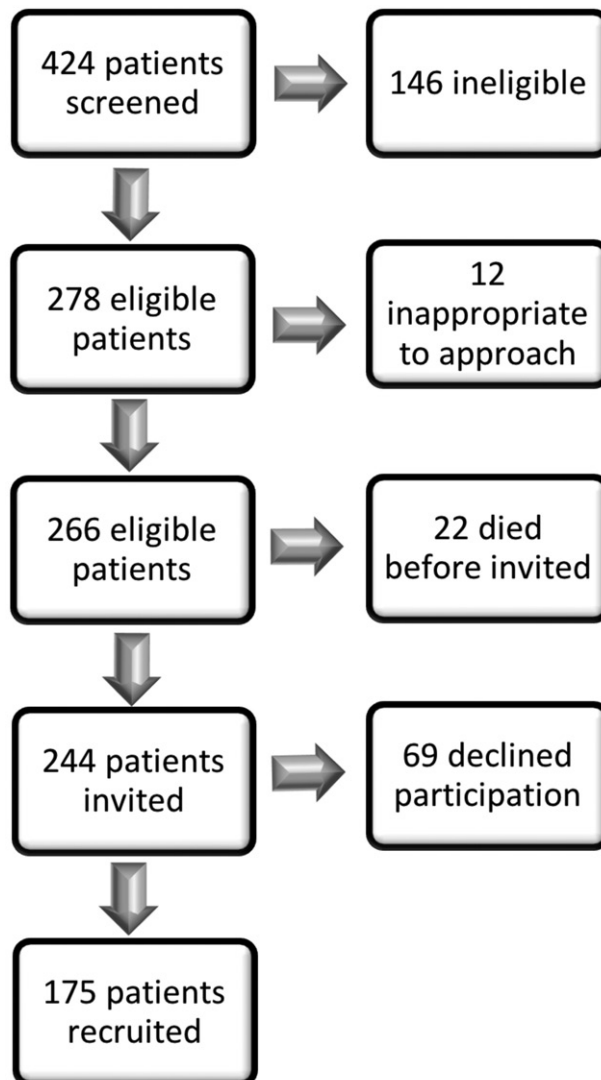 424 patients
screened
146 ineligible
278 eligible
patients
12
inappropriate
to approach
266 eligible
patients
22 died
before invited
244 patients
invited
69 declined
participation
175 patients
recruited